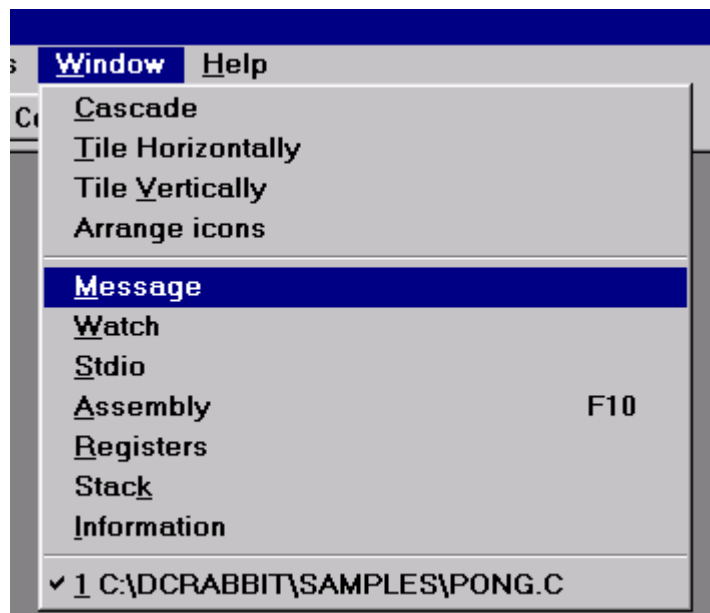 s Window Help
Co
Cascade
Tile Horizontally
Tile Vertically
Arrange icons
Message
Watch
Stdio
Assembly F10
Registers
Stack
Information
1 C:\DCRABBIT\SAMPLES\PONG.C